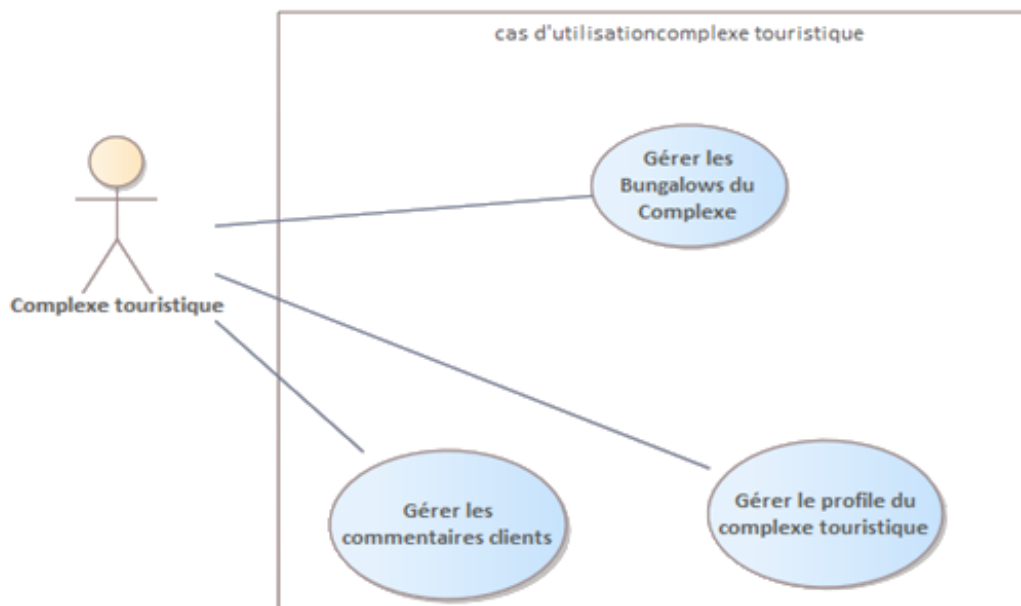 cas d'utilisationcomplexe touristique
Gérer les
Bungalows du
Complexe
Complexe touristique
Gérer les
commentaires clients
Gérer le profile du
complexe touristique